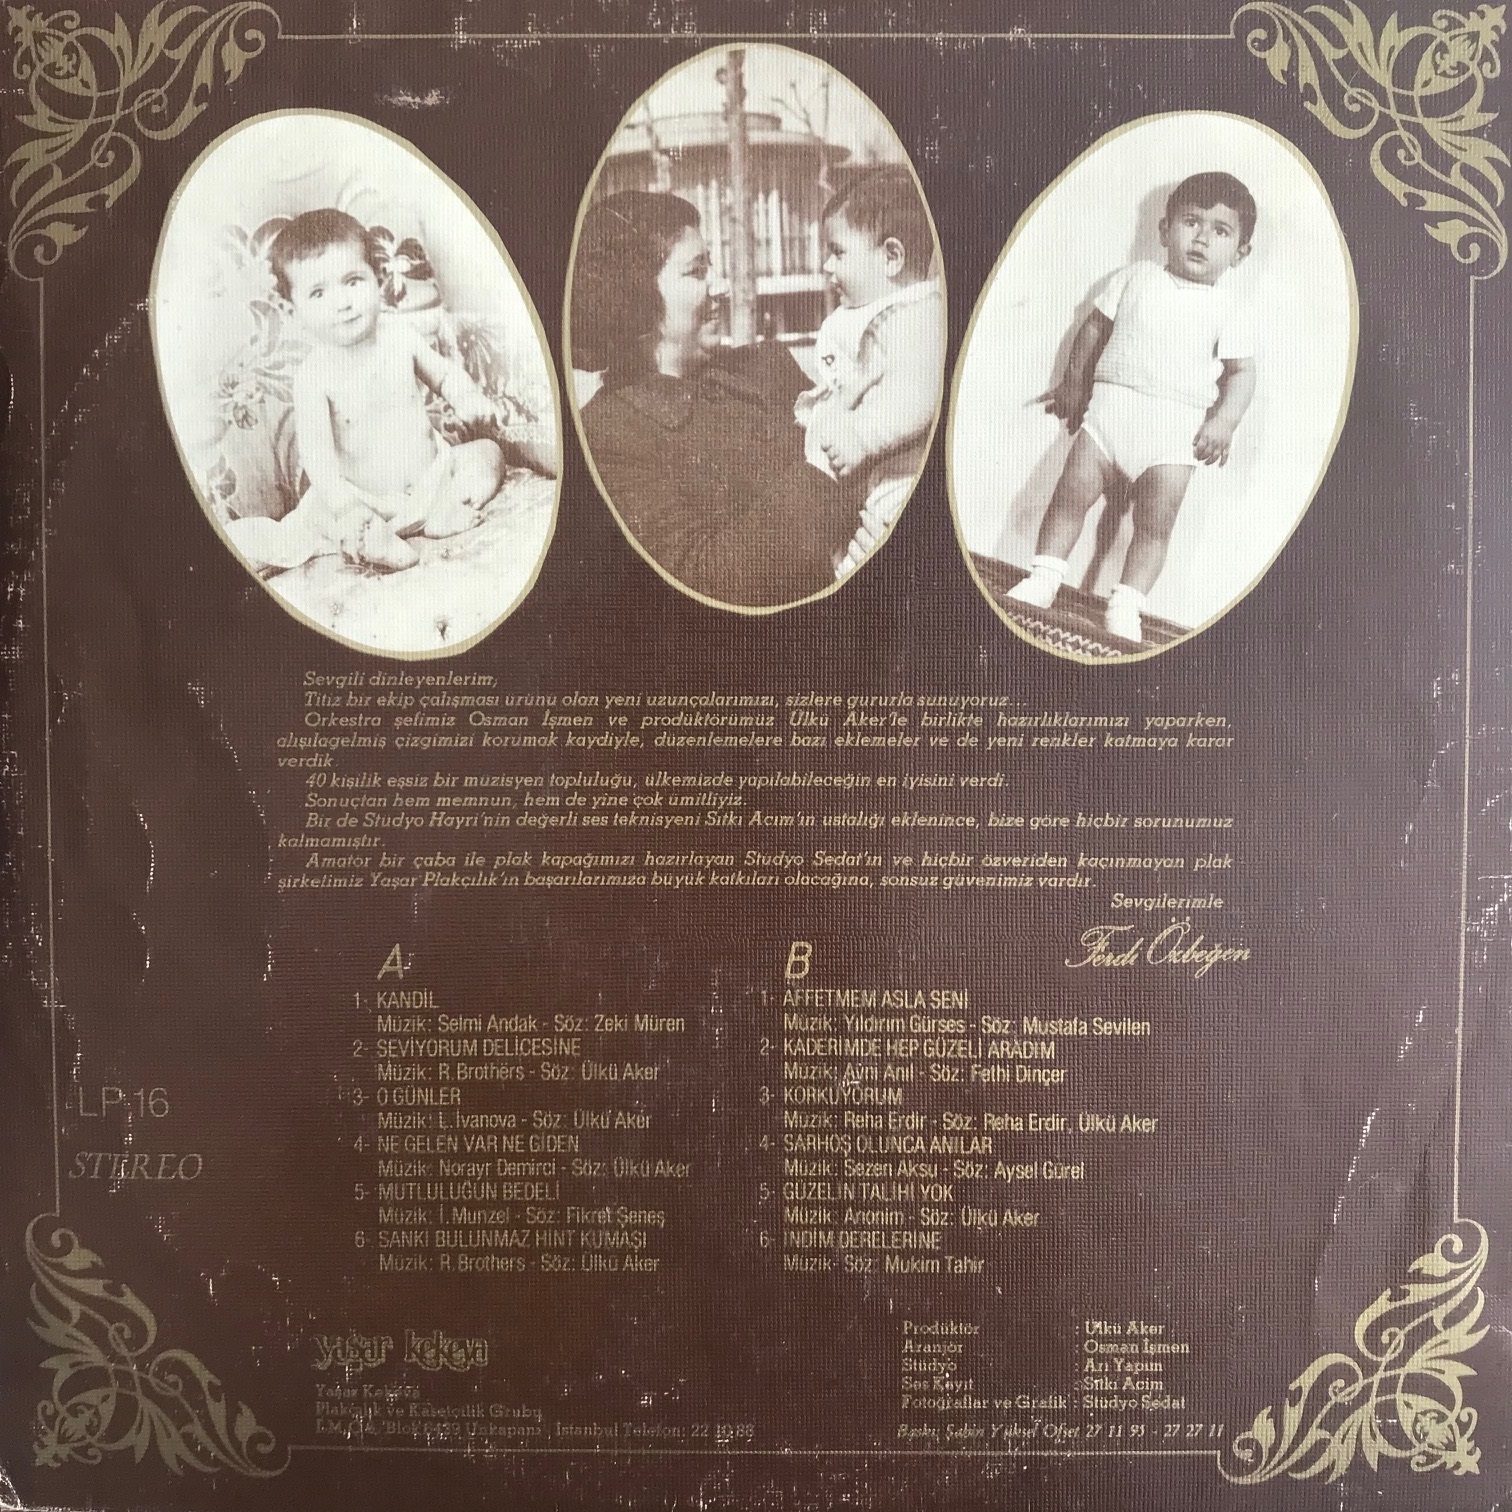 Sevgili dinleyenlerim,
Titiz bir ekip çalışması ürünü olan yeni uzunçalarımızı, sizlere gururla sunuyoruz...
Orkestra şefimiz Osman İşmen ve prodüktörümüz Ülkü Aker'le birlikte hazırlıklarımızı yaparken,
alışılagelmiş çizgimizi korumak kaydiyle, düzenlemelere bazı eklemeler ve de yeni renkler katmaya karar
verdik.
40 kişilik eşsiz bir müzisyen topluluğu, ülkemizde yapılabileceğin en iyisini verdi.
Sonuçtan hem memnun, hem de yine çok ümitliyiz.
Bir de Studyo Hayri'nin değerli ses teknisyeni Sıtkı Acım'ın ustalığı eklenince, bize göre hiçbir sorunumuz
kalmamıştır.
Amatör bir çaba ile plak kapağımızı hazırlayan Studyo Sedat'ın ve hiçbir özveriden kaçınmayan plak
şirketimiz Yaşar Plakçılık'ın başarılarımıza büyük katkıları olacağına, sonsuz güvenimiz vardır.
Sevgilerimle
Ferdi Özbeğen
A
1- KANDİL
Müzik: Selmi Andak - Söz: Zeki Müren
2- SEVİYORUM DELİCESİNE
Müzik: R. Brothers - Söz: Ülkü Aker
3- O GÜNLER
Müzik: L. Ivanova - Söz: Ülkü Aker
4- NE GELEN VAR NE GİDEN
Müzik: Norayr Demirci - Söz: Ülkü Aker
5- MUTLULUĞUN BEDELİ
Müzik: İ. Munzel - Söz: Fikret Şeneş
6- SANKİ BULUNMAZ HİNT KUMAŞI
Müzik: R. Brothers - Söz: Ülkü Aker
B
1- AFFETMEM ASLA SENİ
Müzik: Yıldırım Gürses - Söz: Mustafa Sevilen
2- KADERİMDE HEP GÜZELİ ARADIM
Müzik: Avni Anıl - Söz: Fethi Dinçer
3- KORKUYORUM
Müzik: Reha Erdir - Söz: Reha Erdir, Ülkü Aker
4- SARHOŞ OLUNCA ANILAR
Müzik: Sezen Aksu - Söz: Aysel Gürel
5- GÜZELİN TALİHİ YOK
Müzik: Anonim - Söz: Ülkü Aker
6- İNDİM DERELERİNE
Müzik- Söz: Mukim Tahir
LP.16
STEREO
yaşar kekeva
Yaşar Kekeva
Plakçılık ve Kasetçilik Grubu
İ.M.Ç. 6. Blok Unkapanı, İstanbul Telefon: 22 10 88
Prodüktör : Ülkü Aker
Aranjör : Osman İşmen
Stüdyo : Arı Yapım
Ses Kayıt : Sıtkı Acim
Fotoğraflar ve Grafik : Studyo Sedat
Baskı, Şahin Yüksel Ofset 27 11 95 - 27 27 11